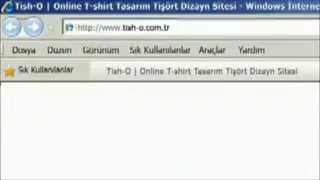 Tish-O | Online T-shirt Tasarım Tişört Dizayn Sitesi - Windows İnterne
http://www.tish-o.com.tr
Dosya Düzen Görünüm Sık Kullanılanlar Araçlar Yardım
Sık Kullanılanlar Tish-O | Online T-shirt Tasarım Tişört Dizayn Sitesi